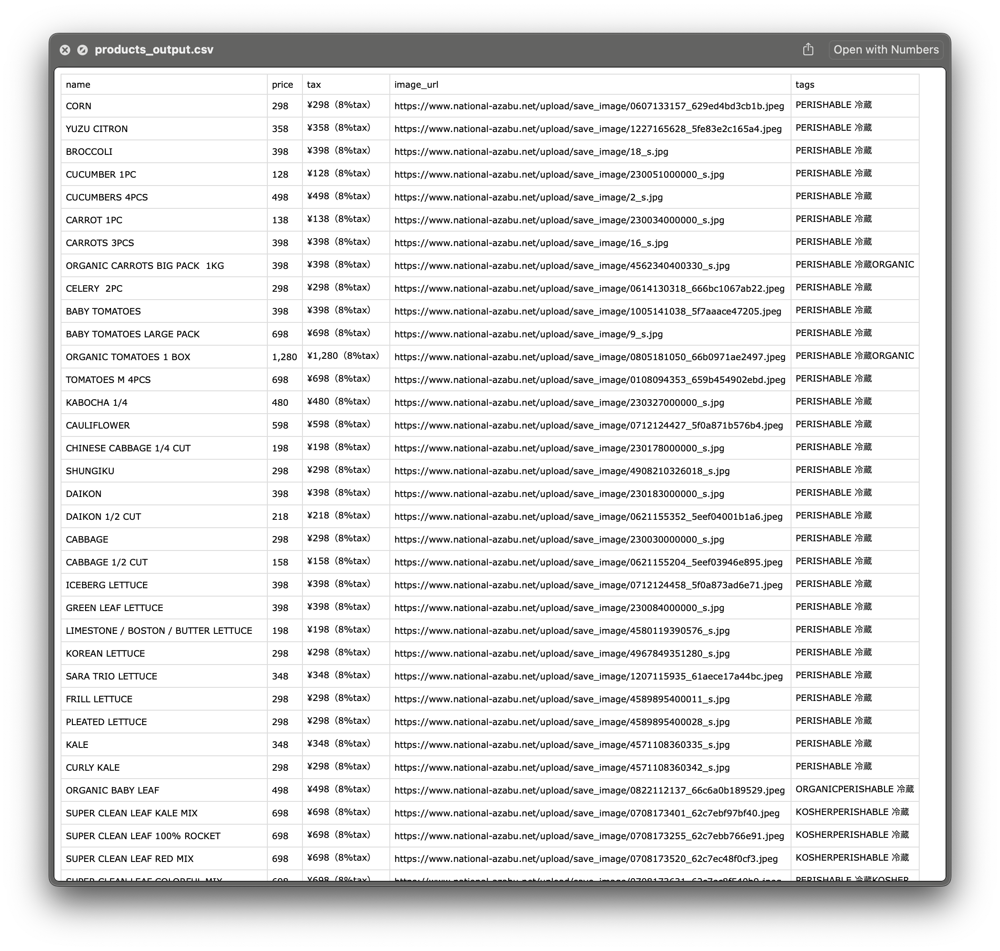 products_output.csv
Open with Numbers
name price tax image_url tags
CORN 298 ¥298（8%tax） https://www.national-azabu.net/upload/save_image/0607133157_629ed4bd3cb1b.jpeg PERISHABLE 冷蔵
YUZU CITRON 358 ¥358（8%tax） https://www.national-azabu.net/upload/save_image/1227165628_5fe83e2c165a4.jpeg PERISHABLE 冷蔵
BROCCOLI 398 ¥398（8%tax） https://www.national-azabu.net/upload/save_image/18_s.jpg PERISHABLE 冷蔵
CUCUMBER 1PC 128 ¥128（8%tax） https://www.national-azabu.net/upload/save_image/230051000000_s.jpg PERISHABLE 冷蔵
CUCUMBERS 4PCS 498 ¥498（8%tax） https://www.national-azabu.net/upload/save_image/2_s.jpg PERISHABLE 冷蔵
CARROT 1PC 138 ¥138（8%tax） https://www.national-azabu.net/upload/save_image/230034000000_s.jpg PERISHABLE 冷蔵
CARROTS 3PCS 398 ¥398（8%tax） https://www.national-azabu.net/upload/save_image/16_s.jpg PERISHABLE 冷蔵
ORGANIC CARROTS BIG PACK  1KG 398 ¥398（8%tax） https://www.national-azabu.net/upload/save_image/4562340400330_s.jpg PERISHABLE 冷蔵ORGANIC
CELERY  2PC 298 ¥298（8%tax） https://www.national-azabu.net/upload/save_image/0614130318_666bc1067ab22.jpeg PERISHABLE 冷蔵
BABY TOMATOES 398 ¥398（8%tax） https://www.national-azabu.net/upload/save_image/1005141038_5f7aaace47205.jpeg PERISHABLE 冷蔵
BABY TOMATOES LARGE PACK 698 ¥698（8%tax） https://www.national-azabu.net/upload/save_image/9_s.jpg PERISHABLE 冷蔵
ORGANIC TOMATOES 1 BOX 1,280 ¥1,280（8%tax） https://www.national-azabu.net/upload/save_image/0805181050_66b0971ae2497.jpeg PERISHABLE 冷蔵ORGANIC
TOMATOES M 4PCS 698 ¥698（8%tax） https://www.national-azabu.net/upload/save_image/0108094353_659b454902ebd.jpeg PERISHABLE 冷蔵
KABOCHA 1/4 480 ¥480（8%tax） https://www.national-azabu.net/upload/save_image/230327000000_s.jpg PERISHABLE 冷蔵
CAULIFLOWER 598 ¥598（8%tax） https://www.national-azabu.net/upload/save_image/0712124427_5f0a871b576b4.jpeg PERISHABLE 冷蔵
CHINESE CABBAGE 1/4 CUT 198 ¥198（8%tax） https://www.national-azabu.net/upload/save_image/230178000000_s.jpg PERISHABLE 冷蔵
SHUNGIKU 298 ¥298（8%tax） https://www.national-azabu.net/upload/save_image/4908210326018_s.jpg PERISHABLE 冷蔵
DAIKON 398 ¥398（8%tax） https://www.national-azabu.net/upload/save_image/230183000000_s.jpg PERISHABLE 冷蔵
DAIKON 1/2 CUT 218 ¥218（8%tax） https://www.national-azabu.net/upload/save_image/0621155352_5eef04001b1a6.jpeg PERISHABLE 冷蔵
CABBAGE 298 ¥298（8%tax） https://www.national-azabu.net/upload/save_image/230030000000_s.jpg PERISHABLE 冷蔵
CABBAGE 1/2 CUT 158 ¥158（8%tax） https://www.national-azabu.net/upload/save_image/0621155204_5eef03946e895.jpeg PERISHABLE 冷蔵
ICEBERG LETTUCE 398 ¥398（8%tax） https://www.national-azabu.net/upload/save_image/0712124458_5f0a873ad6e71.jpeg PERISHABLE 冷蔵
GREEN LEAF LETTUCE 398 ¥398（8%tax） https://www.national-azabu.net/upload/save_image/230084000000_s.jpg PERISHABLE 冷蔵
LIMESTONE / BOSTON / BUTTER LETTUCE 198 ¥198（8%tax） https://www.national-azabu.net/upload/save_image/4580119390576_s.jpg PERISHABLE 冷蔵
KOREAN LETTUCE 298 ¥298（8%tax） https://www.national-azabu.net/upload/save_image/4967849351280_s.jpg PERISHABLE 冷蔵
SARA TRIO LETTUCE 348 ¥348（8%tax） https://www.national-azabu.net/upload/save_image/1207115935_61aece17a44bc.jpeg PERISHABLE 冷蔵
FRILL LETTUCE 298 ¥298（8%tax） https://www.national-azabu.net/upload/save_image/4589895400011_s.jpg PERISHABLE 冷蔵
PLEATED LETTUCE 298 ¥298（8%tax） https://www.national-azabu.net/upload/save_image/4589895400028_s.jpg PERISHABLE 冷蔵
KALE 348 ¥348（8%tax） https://www.national-azabu.net/upload/save_image/4571108360335_s.jpg PERISHABLE 冷蔵
CURLY KALE 298 ¥298（8%tax） https://www.national-azabu.net/upload/save_image/4571108360342_s.jpg PERISHABLE 冷蔵
ORGANIC BABY LEAF 498 ¥498（8%tax） https://www.national-azabu.net/upload/save_image/0822112137_66c6a0b189529.jpeg ORGANICPERISHABLE 冷蔵
SUPER CLEAN LEAF KALE MIX 698 ¥698（8%tax） https://www.national-azabu.net/upload/save_image/0708173401_62c7ebf97bf40.jpeg KOSHERPERISHABLE 冷蔵
SUPER CLEAN LEAF 100% ROCKET 698 ¥698（8%tax） https://www.national-azabu.net/upload/save_image/0708173255_62c7ebb766e91.jpeg KOSHERPERISHABLE 冷蔵
SUPER CLEAN LEAF RED MIX 698 ¥698（8%tax） https://www.national-azabu.net/upload/save_image/0708173520_62c7ec48f0cf3.jpeg KOSHERPERISHABLE 冷蔵
SUPER CLEAN LEAF COLORFUL MIX 698 ¥698（8%tax） PERISHABLE 冷蔵KOSHER